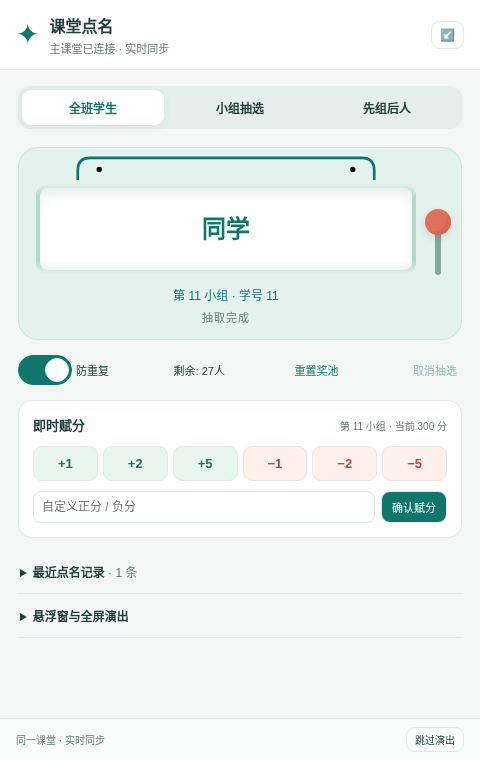 课堂点名
主课堂已连接 · 实时同步
全班学生 小组抽选 先组后人
同学
第 11 小组 · 学号 11
抽取完成
防重复 剩余: 27人 重置奖池 取消抽选
即时赋分 第 11 小组 · 当前 300 分
+1 +2 +5 −1 −2 −5
自定义正分 / 负分 确认赋分
最近点名记录 · 1 条
悬浮窗与全屏演出
同一课堂 · 实时同步 跳过演出